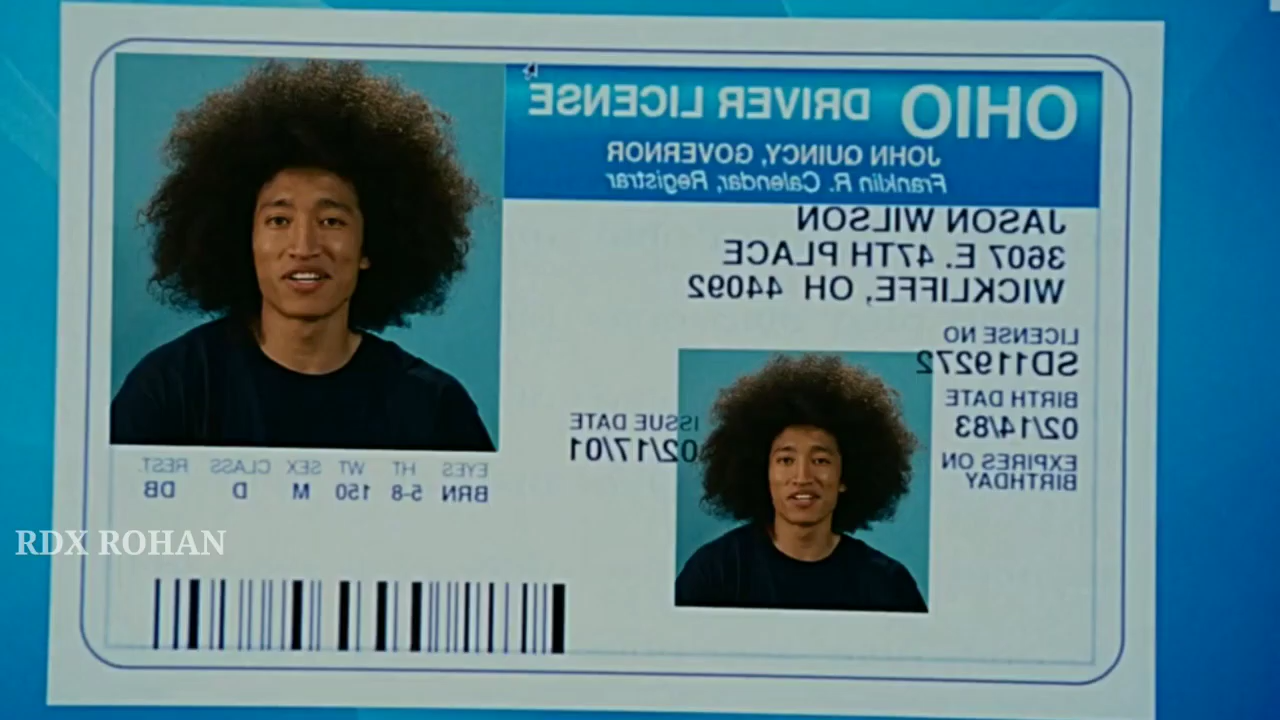 OHIO DRIVER LICENSE
JOHN QUINCY, GOVERNOR
Franklin R. Calendar, Registrar
JASON WILSON
3607 E. 47TH PLACE
WICKLIFFE, OH 44092
LICENSE NO
SD119272
BIRTH DATE
02/14/83
EXPIRES ON
BIRTHDAY
ISSUE DATE
02/17/01
EYES HT WT SEX CLASS REST.
BRN 5-8 150 M D DB
RDX ROHAN